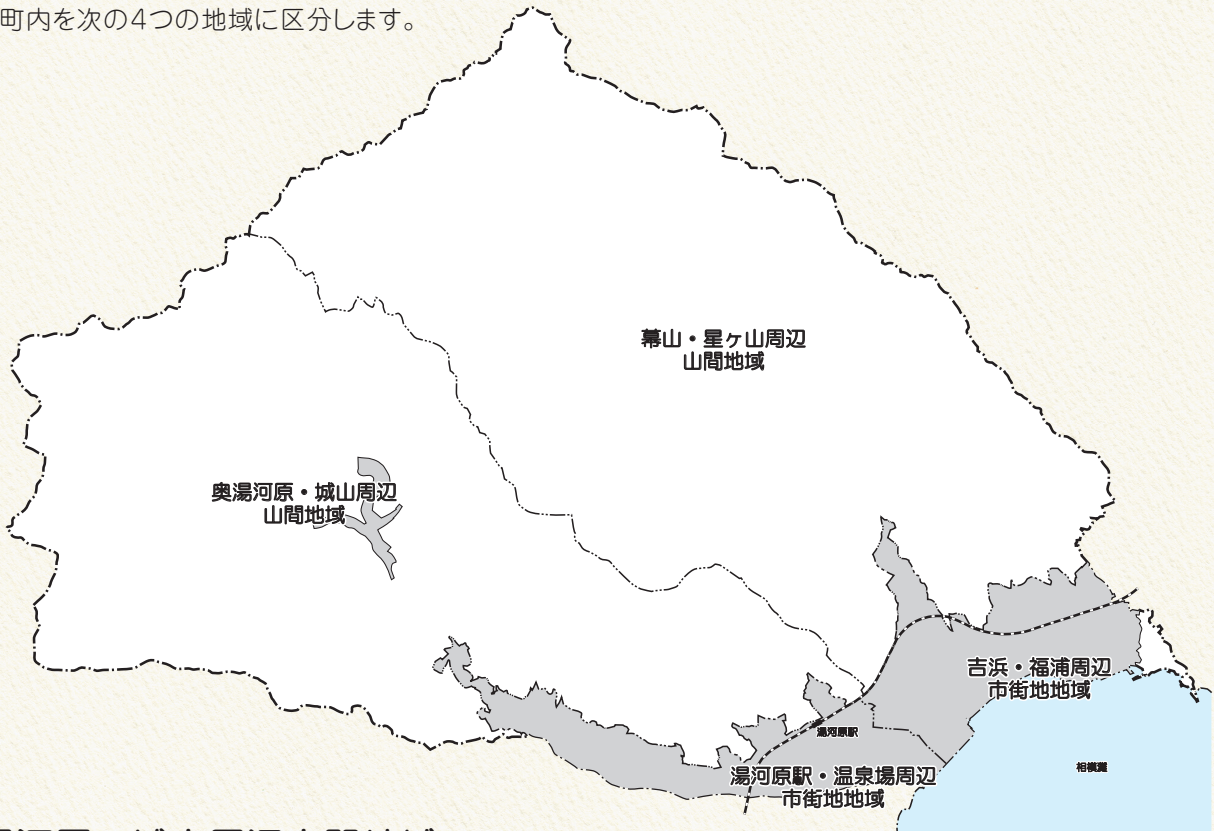 町内を次の4つの地域に区分します。
幕山・星ヶ山周辺
山間地域
奥湯河原・城山周辺
山間地域
吉浜・福浦周辺
市街地地域
湯河原駅
相模灘
湯河原駅・温泉場周辺
市街地地域